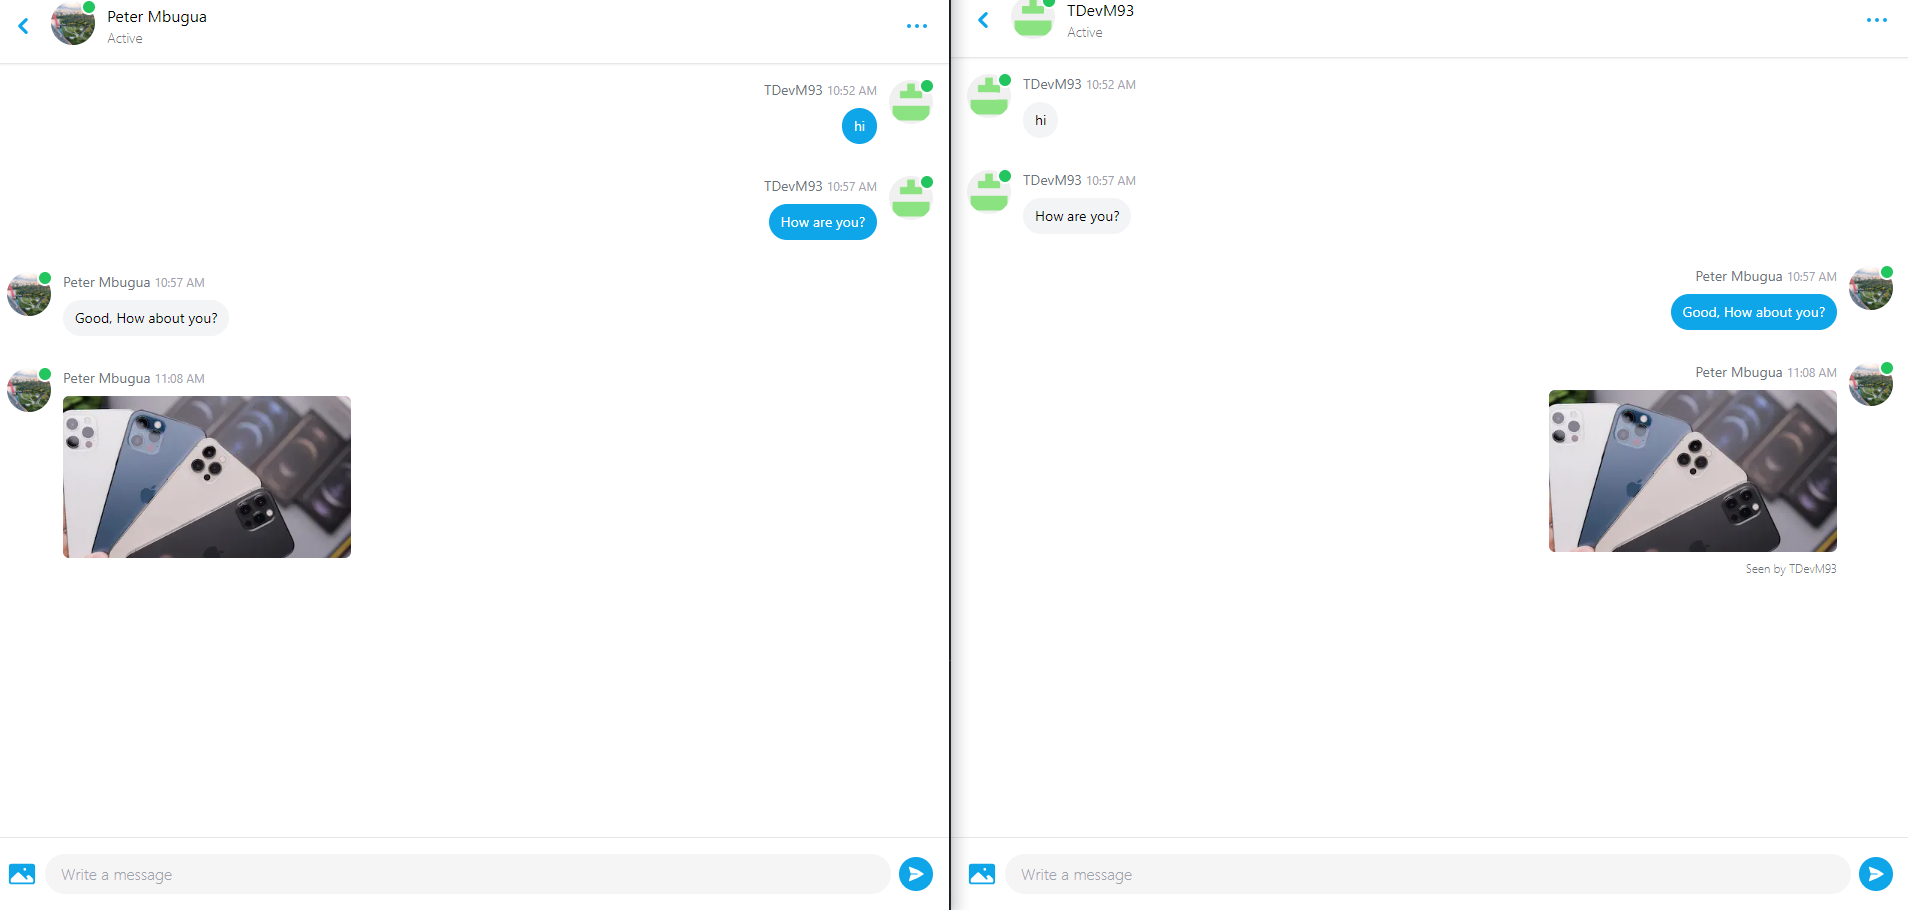 Peter Mbugua
Active
TDevM93 10:52 AM
hi
TDevM93 10:57 AM
How are you?
Peter Mbugua 10:57 AM
Good, How about you?
Peter Mbugua 11:08 AM
Write a message
TDevM93
Active
TDevM93 10:52 AM
hi
TDevM93 10:57 AM
How are you?
Peter Mbugua 10:57 AM
Good, How about you?
Peter Mbugua 11:08 AM
Seen by TDevM93
Write a message